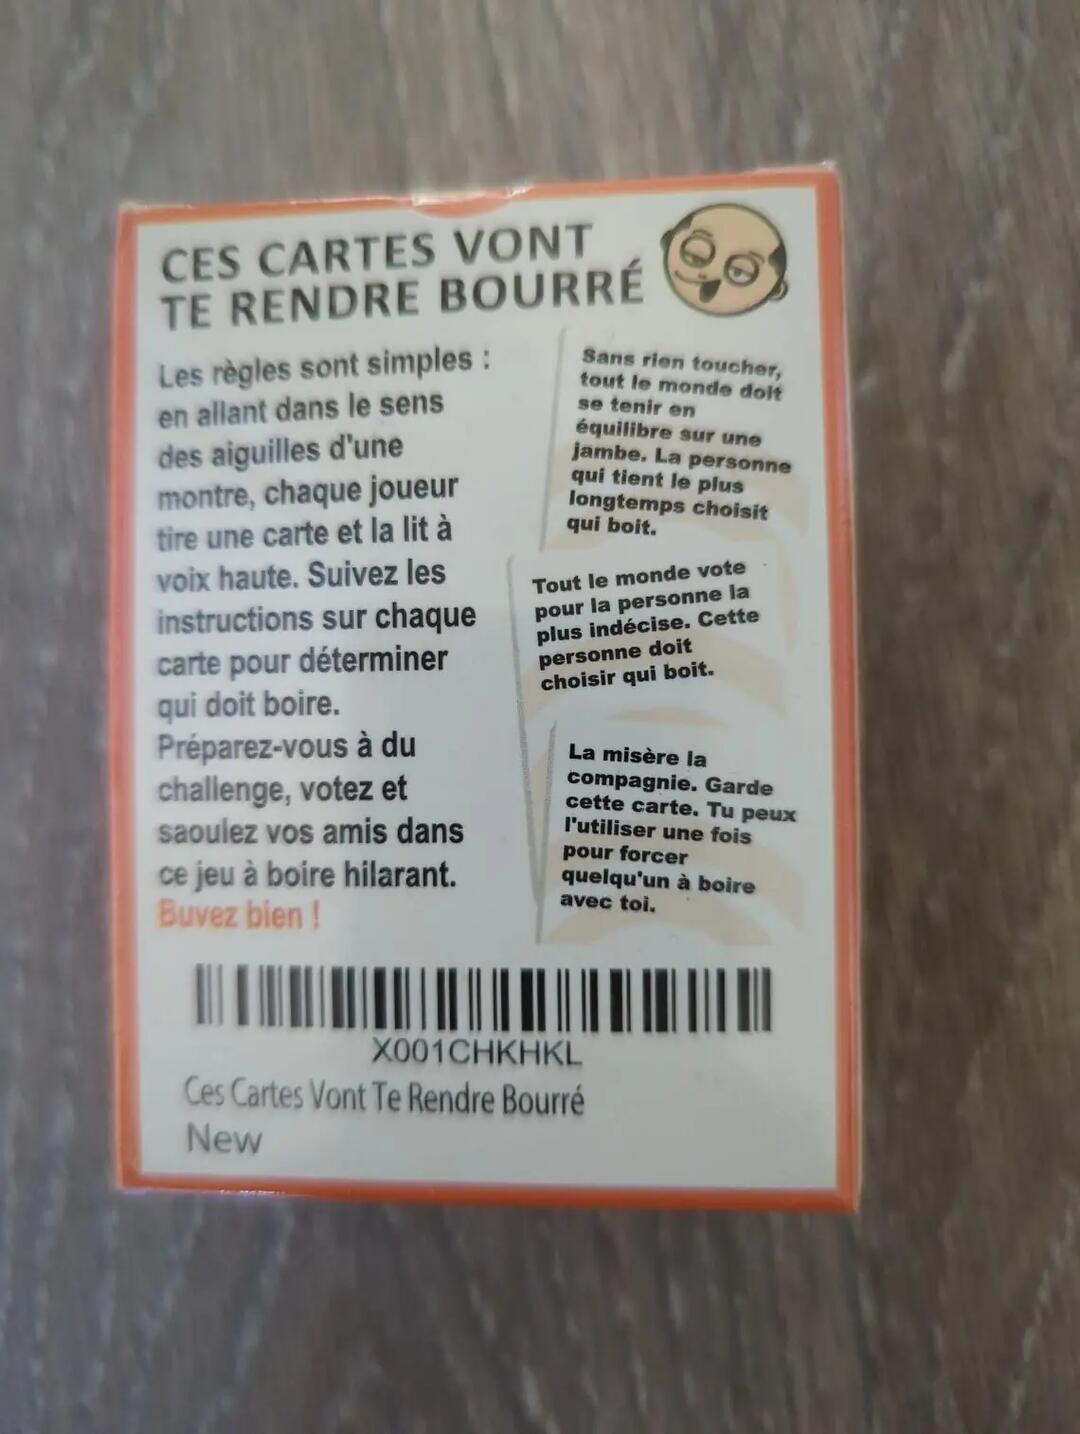 CES CARTES VONT
TE RENDRE BOURRÉ
Les règles sont simples :
en allant dans le sens
des aiguilles d'une
montre, chaque joueur
tire une carte et la lit à
voix haute. Suivez les
instructions sur chaque
carte pour déterminer
qui doit boire.
Préparez-vous à du
challenge, votez et
saoulez vos amis dans
ce jeu à boire hilarant.
Buvez bien !
Sans rien toucher,
tout le monde doit
se tenir en
équilibre sur une
jambe. La personne
qui tient le plus
longtemps choisit
qui boit.
Tout le monde vote
pour la personne la
plus indécise. Cette
personne doit
choisir qui boit.
La misère la
compagnie. Garde
cette carte. Tu peux
l'utiliser une fois
pour forcer
quelqu'un à boire
avec toi.
X001CHKHKL
Ces Cartes Vont Te Rendre Bourré
New